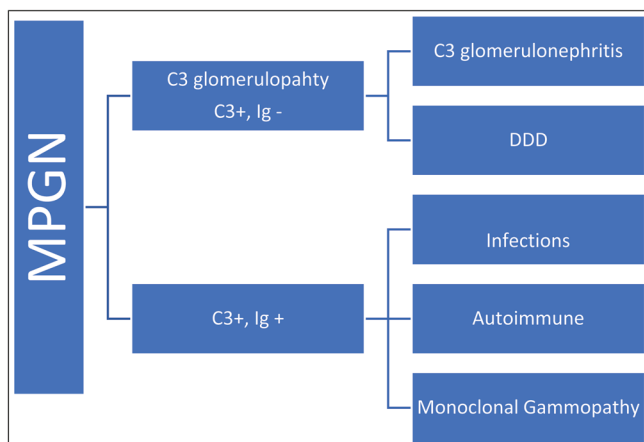 MPGN
C3 glomerulopahty
C3+, Ig -
C3 glomerulonephritis
DDD
C3+, Ig +
Infections
Autoimmune
Monoclonal Gammopathy